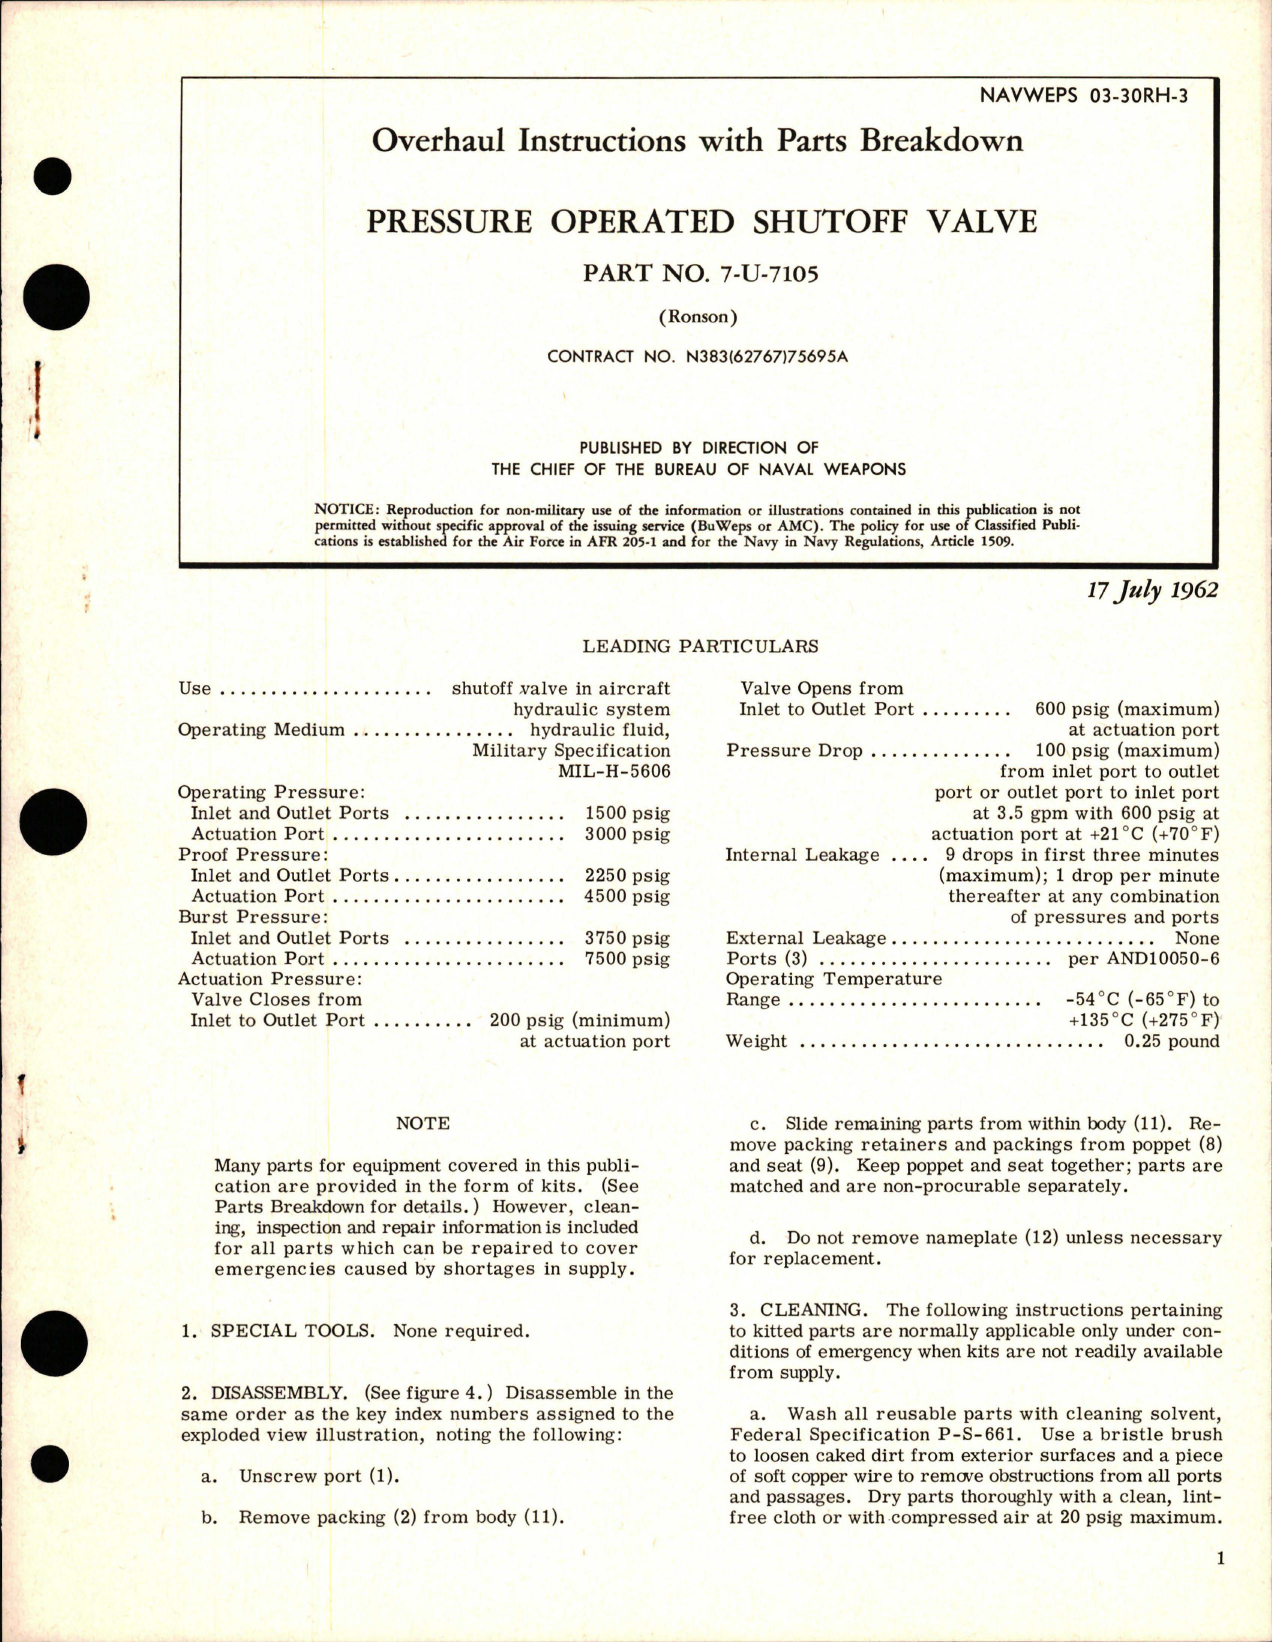 NAVWEPS 03-30RH-3
Overhaul Instructions with Parts Breakdown
PRESSURE OPERATED SHUTOFF VALVE
PART NO. 7-U-7105
(Ronson)
CONTRACT NO. N383(62767)75695A
PUBLISHED BY DIRECTION OF
THE CHIEF OF THE BUREAU OF NAVAL WEAPONS
NOTICE: Reproduction for non-military use of the information or illustrations contained in this publication is not
permitted without specific approval of the issuing service (BuWeps or AMC). The policy for use of Classified Publi-
cations is established for the Air Force in AFR 205-1 and for the Navy in Navy Regulations, Article 1509.
17 July 1962
LEADING PARTICULARS
Use ..................... shutoff valve in aircraft
hydraulic system
Operating Medium ................ hydraulic fluid,
Military Specification
MIL-H-5606
Operating Pressure:
Inlet and Outlet Ports ................ 1500 psig
Actuation Port ....................... 3000 psig
Proof Pressure:
Inlet and Outlet Ports ................. 2250 psig
Actuation Port ....................... 4500 psig
Burst Pressure:
Inlet and Outlet Ports ................ 3750 psig
Actuation Port ....................... 7500 psig
Actuation Pressure:
Valve Closes from
Inlet to Outlet Port .......... 200 psig (minimum)
at actuation port
Valve Opens from
Inlet to Outlet Port ......... 600 psig (maximum)
at actuation port
Pressure Drop .............. 100 psig (maximum)
from inlet port to outlet
port or outlet port to inlet port
at 3.5 gpm with 600 psig at
actuation port at +21°C (+70°F)
Internal Leakage .... 9 drops in first three minutes
(maximum); 1 drop per minute
thereafter at any combination
of pressures and ports
External Leakage .......................... None
Ports (3) ....................... per AND10050-6
Operating Temperature
Range ......................... -54°C (-65°F) to
+135°C (+275°F)
Weight .............................. 0.25 pound
NOTE
Many parts for equipment covered in this publi-
cation are provided in the form of kits. (See
Parts Breakdown for details.) However, clean-
ing, inspection and repair information is included
for all parts which can be repaired to cover
emergencies caused by shortages in supply.
1. SPECIAL TOOLS. None required.
2. DISASSEMBLY. (See figure 4.) Disassemble in the
same order as the key index numbers assigned to the
exploded view illustration, noting the following:
a. Unscrew port (1).
b. Remove packing (2) from body (11).
c. Slide remaining parts from within body (11). Re-
move packing retainers and packings from poppet (8)
and seat (9). Keep poppet and seat together; parts are
matched and are non-procurable separately.
d. Do not remove nameplate (12) unless necessary
for replacement.
3. CLEANING. The following instructions pertaining
to kitted parts are normally applicable only under con-
ditions of emergency when kits are not readily available
from supply.
a. Wash all reusable parts with cleaning solvent,
Federal Specification P-S-661. Use a bristle brush
to loosen caked dirt from exterior surfaces and a piece
of soft copper wire to remove obstructions from all ports
and passages. Dry parts thoroughly with a clean, lint-
free cloth or with compressed air at 20 psig maximum.
1